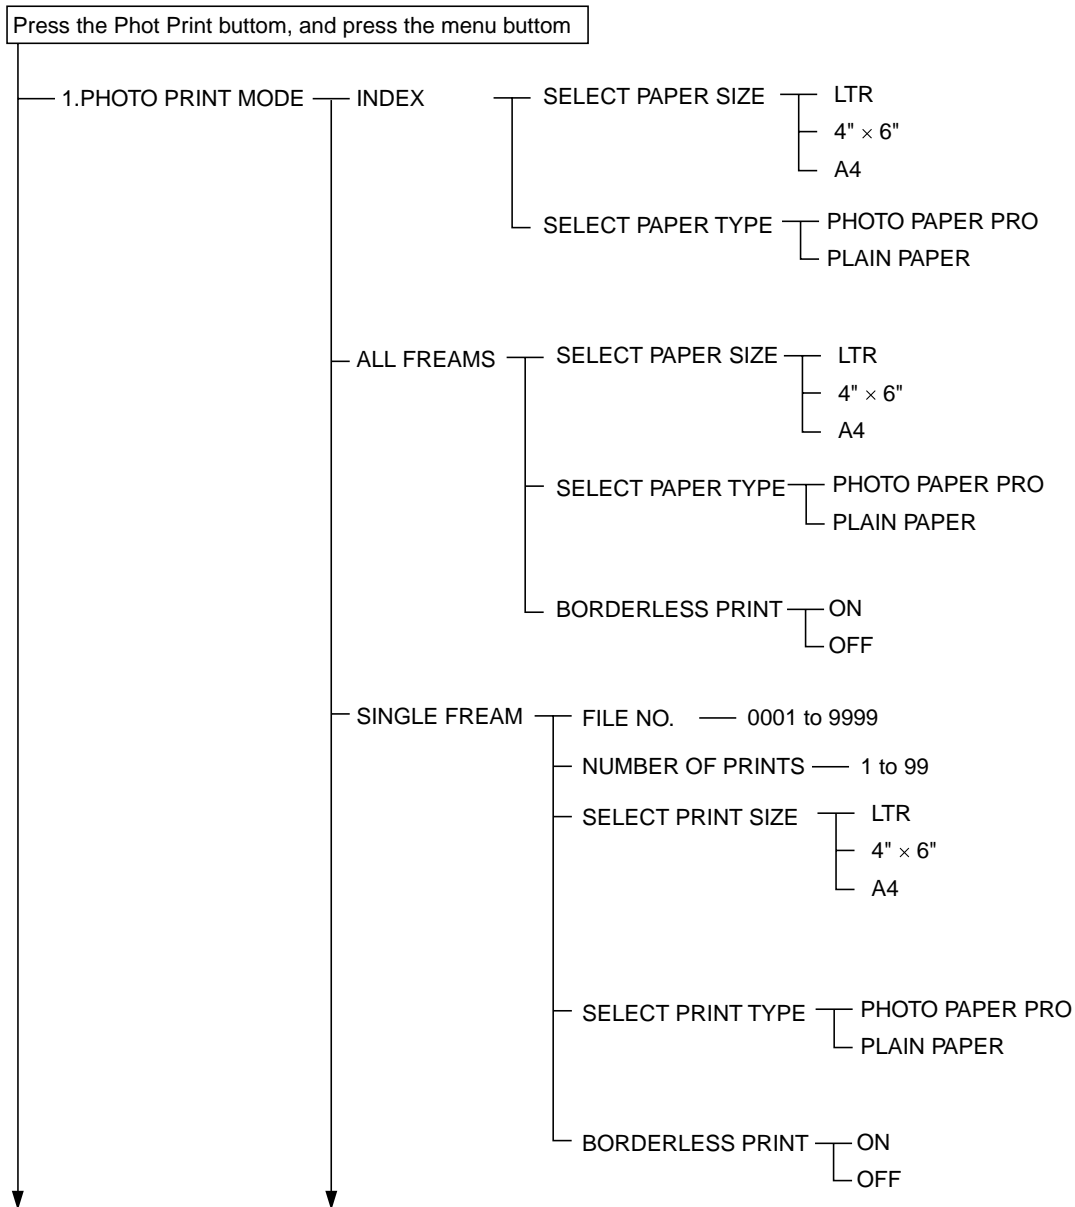 Press the Phot Print buttom, and press the menu buttom
1.PHOTO PRINT MODE
INDEX
SELECT PAPER SIZE
LTR
4" × 6"
A4
SELECT PAPER TYPE
PHOTO PAPER PRO
PLAIN PAPER
ALL FREAMS
SELECT PAPER SIZE
LTR
4" × 6"
A4
SELECT PAPER TYPE
PHOTO PAPER PRO
PLAIN PAPER
BORDERLESS PRINT
ON
OFF
SINGLE FREAM
FILE NO.
0001 to 9999
NUMBER OF PRINTS
1 to 99
SELECT PRINT SIZE
LTR
4" × 6"
A4
SELECT PRINT TYPE
PHOTO PAPER PRO
PLAIN PAPER
BORDERLESS PRINT
ON
OFF